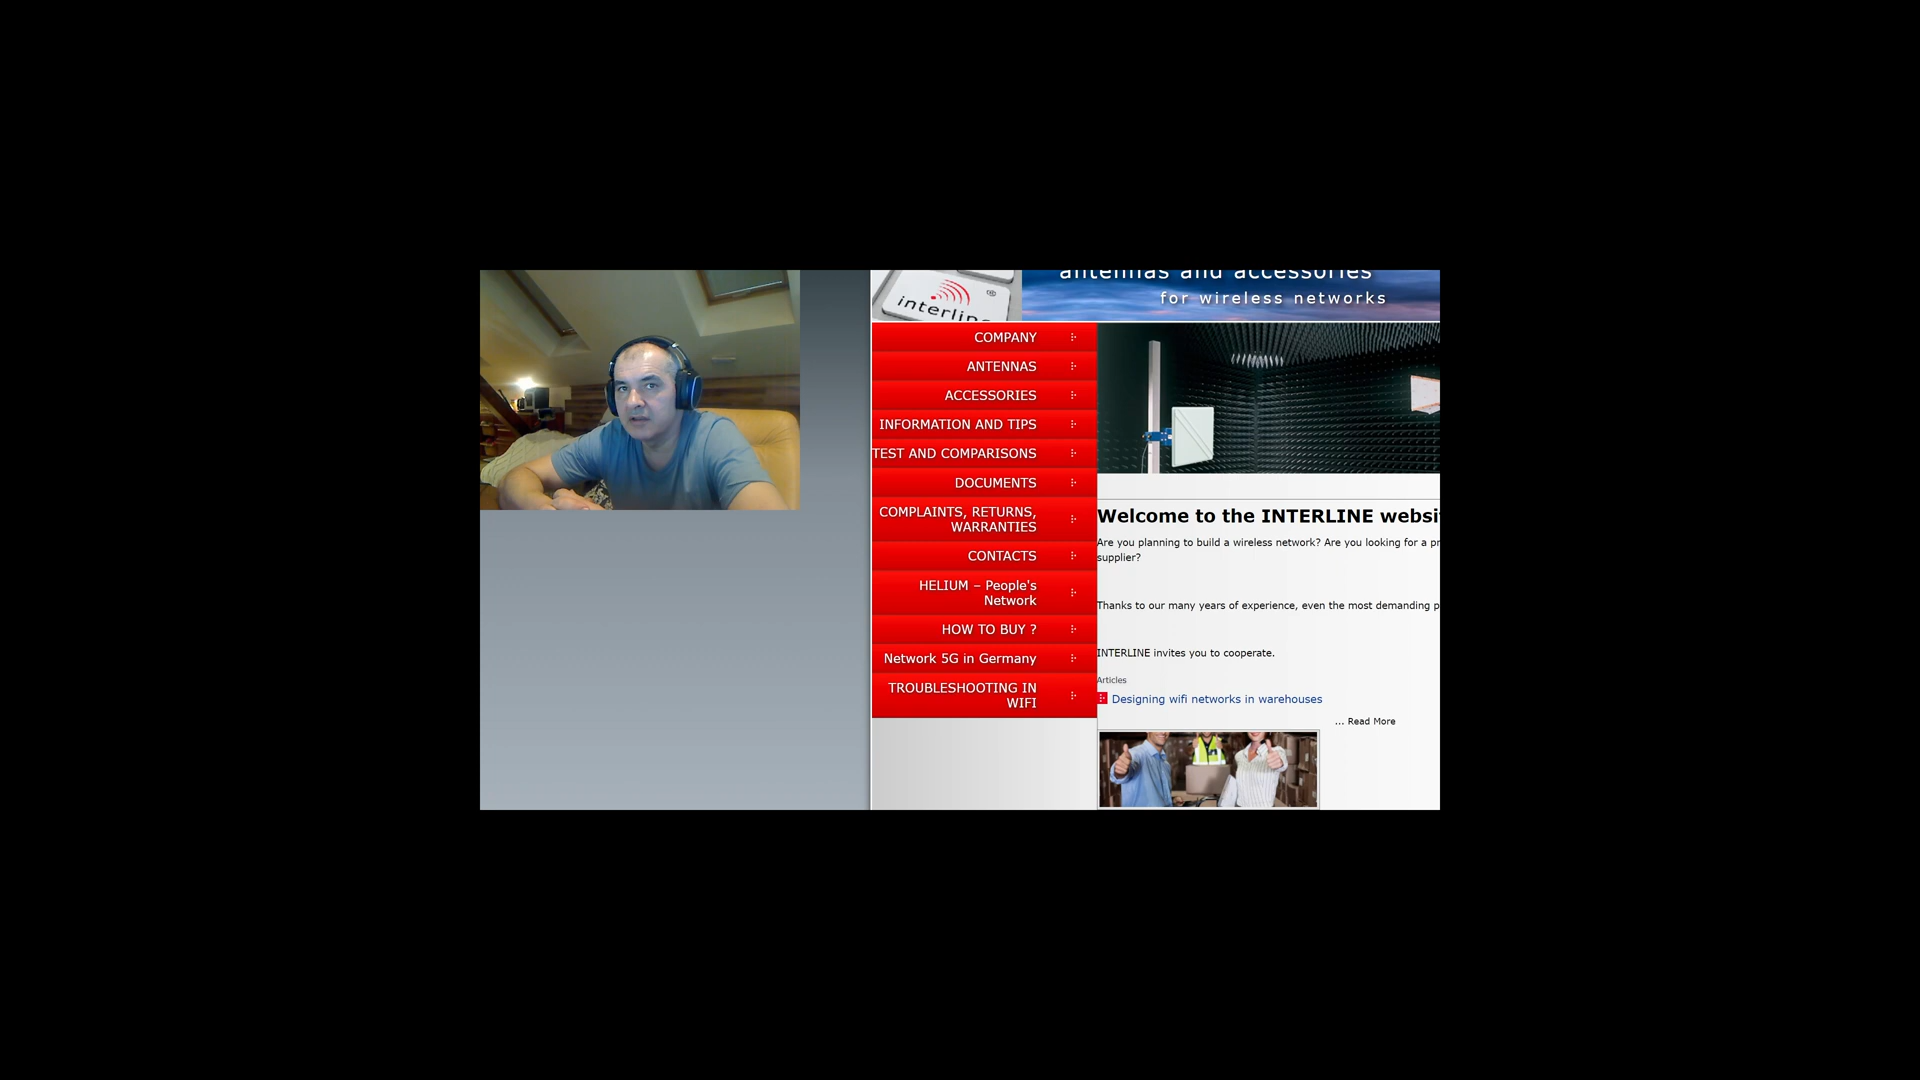 antennas and accessories
for wireless networks
interline
COMPANY
ANTENNAS
ACCESSORIES
INFORMATION AND TIPS
TEST AND COMPARISONS
DOCUMENTS
COMPLAINTS, RETURNS,
WARRANTIES
CONTACTS
HELIUM – People's
Network
HOW TO BUY ?
Network 5G in Germany
TROUBLESHOOTING IN
WIFI
Welcome to the INTERLINE
Are you planning to build a wireless network? Are you looking for a
supplier?
Thanks to our many years of experience, even the most demanding
INTERLINE invites you to cooperate.
Articles
Designing wifi networks in warehouses
... Read More